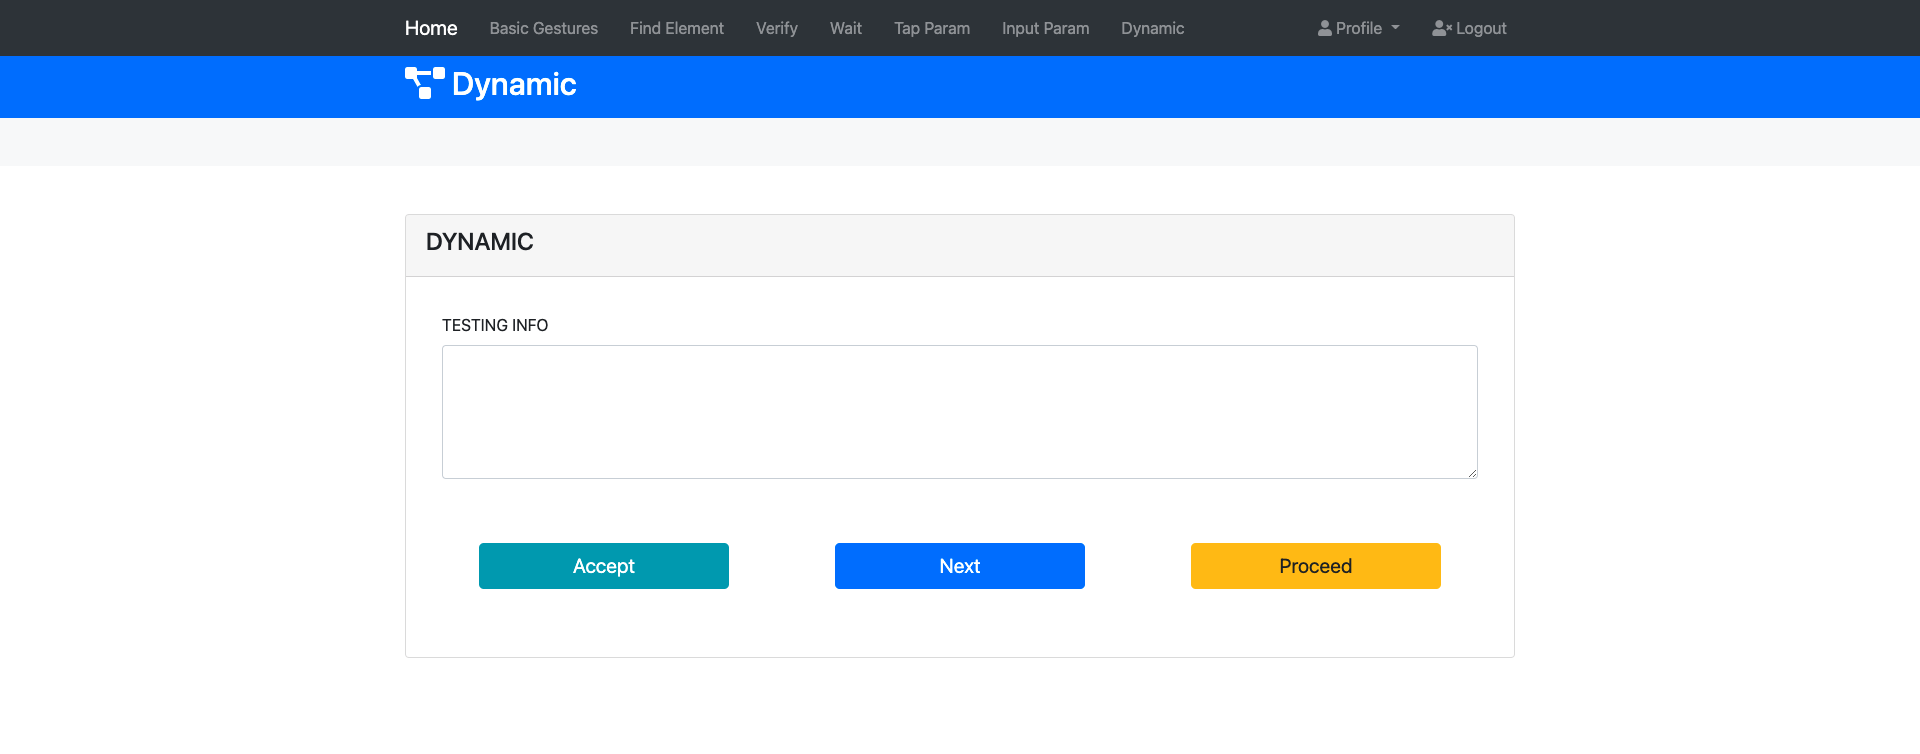 Home Basic Gestures Find Element Verify Wait Tap Param Input Param Dynamic Profile Logout
Dynamic
DYNAMIC
TESTING INFO
Accept Next Proceed